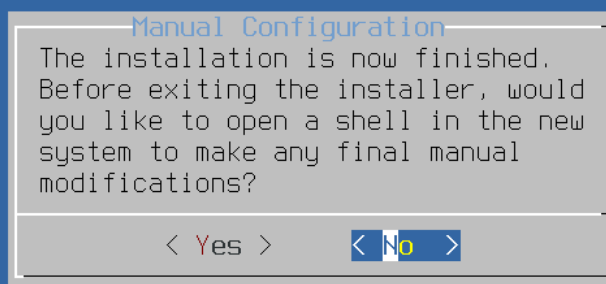 Manual Configuration
The installation is now finished.
Before exiting the installer, would
you like to open a shell in the new
system to make any final manual
modifications?
< Yes > < No >